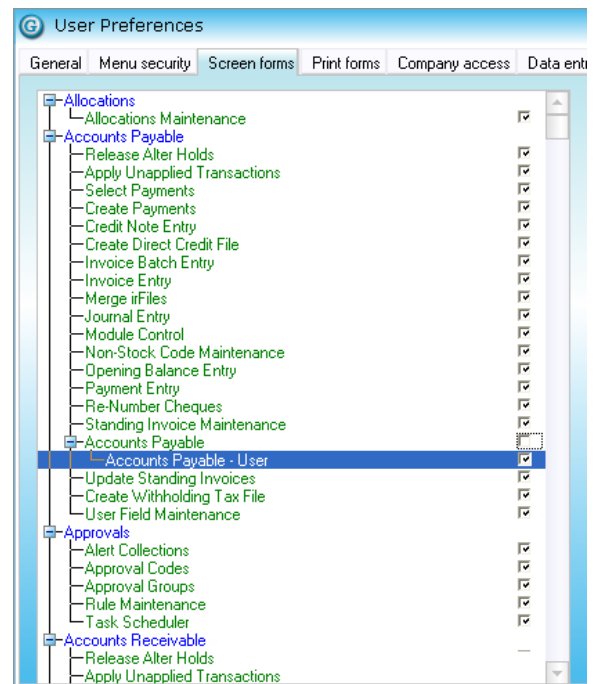 G User Preferences
General Menu security Screen forms Print forms Company access Data ent
Allocations
Allocations Maintenance
Accounts Payable
Release Alter Holds
Apply Unapplied Transactions
Select Payments
Create Payments
Credit Note Entry
Create Direct Credit File
Invoice Batch Entry
Invoice Entry
Merge irFiles
Journal Entry
Module Control
Non-Stock Code Maintenance
Opening Balance Entry
Payment Entry
Re-Number Cheques
Standing Invoice Maintenance
Accounts Payable
Accounts Payable - User
Update Standing Invoices
Create Withholding Tax File
User Field Maintenance
Approvals
Alert Collections
Approval Codes
Approval Groups
Rule Maintenance
Task Scheduler
Accounts Receivable
Release Alter Holds
Apply Unapplied Transactions